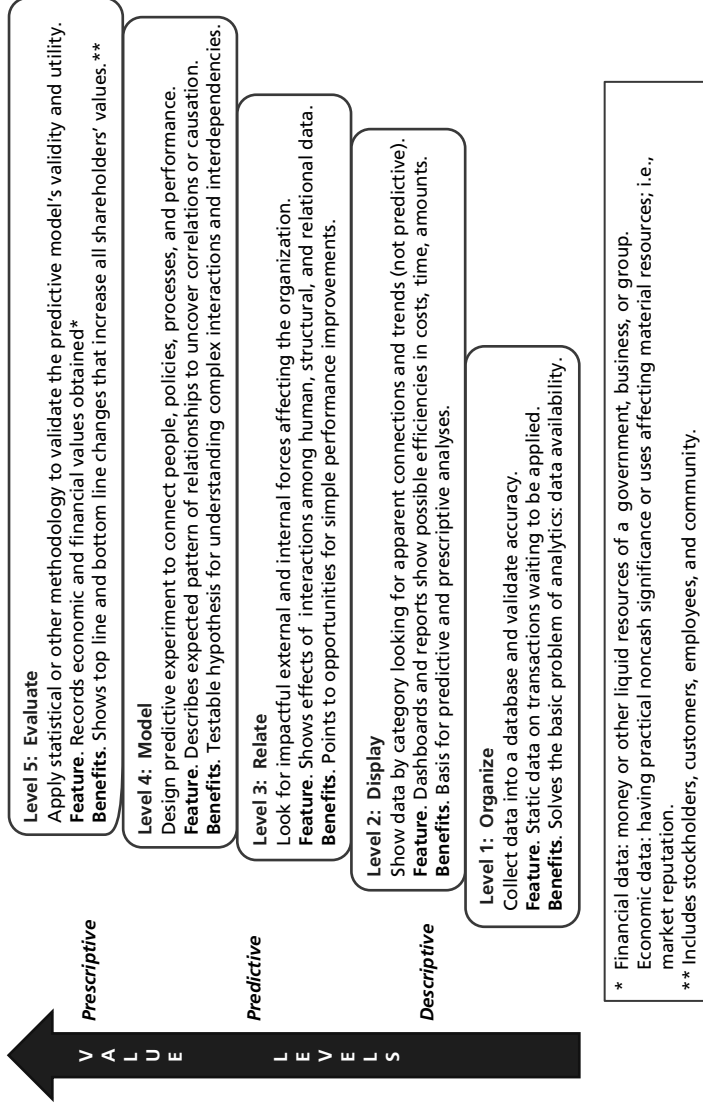 VALUE LEVELS
Prescriptive
Predictive
Descriptive
Level 5: Evaluate
Apply statistical or other methodology to validate the predictive model's validity and utility.
Feature. Records economic and financial values obtained*
Benefits. Shows top line and bottom line changes that increase all shareholders' values.**
Level 4: Model
Design predictive experiment to connect people, policies, processes, and performance.
Feature. Describes expected pattern of relationships to uncover correlations or causation.
Benefits. Testable hypothesis for understanding complex interactions and interdependencies.
Level 3: Relate
Look for impactful external and internal forces affecting the organization.
Feature. Shows effects of interactions among human, structural, and relational data.
Benefits. Points to opportunities for simple performance improvements.
Level 2: Display
Show data by category looking for apparent connections and trends (not predictive).
Feature. Dashboards and reports show possible efficiencies in costs, time, amounts.
Benefits. Basis for predictive and prescriptive analyses.
Level 1: Organize
Collect data into a database and validate accuracy.
Feature. Static data on transactions waiting to be applied.
Benefits. Solves the basic problem of analytics: data availability.
* Financial data: money or other liquid resources of a government, business, or group.
Economic data: having practical noncash significance or uses affecting material resources; i.e.,
market reputation.
** Includes stockholders, customers, employees, and community.